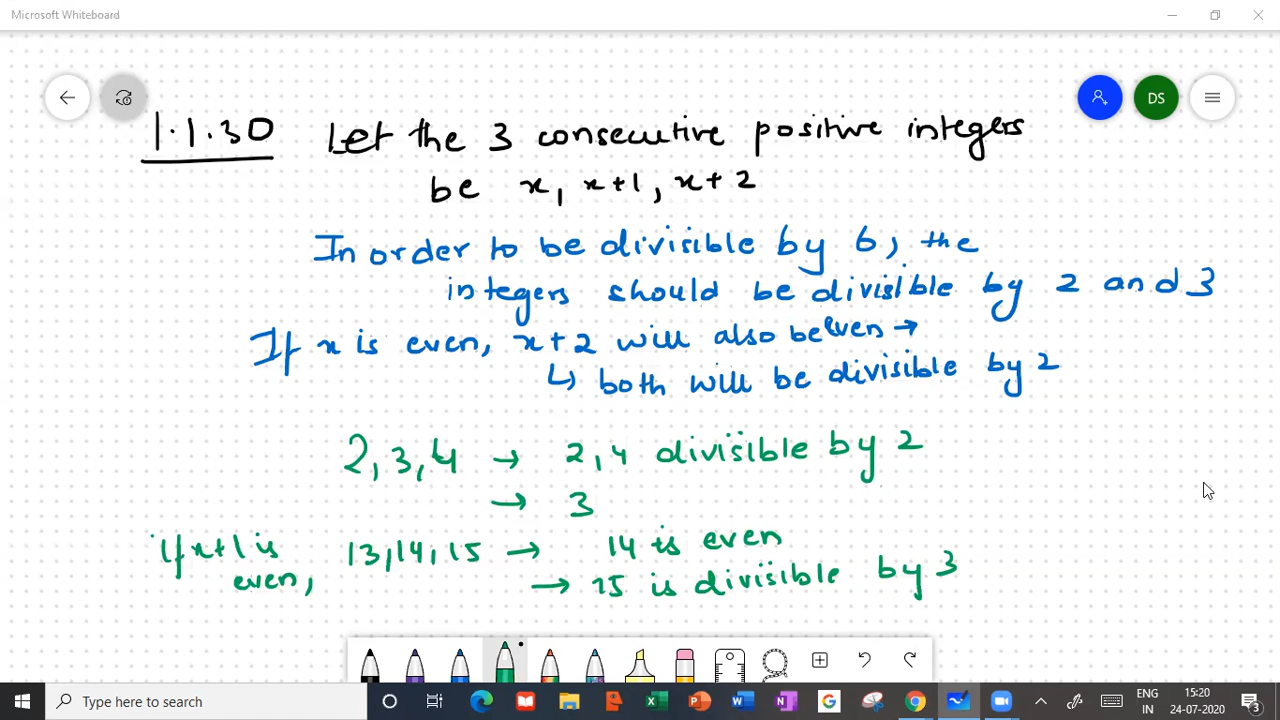 Microsoft Whiteboard
DS
1.1.30 Let the 3 consecutive positive integers
be x, x+1, x+2
In order to be divisible by 6, the
integers should be divisible by 2 and 3
If x is even, x+2 will also be even →
↳ both will be divisible by 2
2, 3, 4 → 2, 4 divisible by 2
→ 3
If x+1 is even, 13, 14, 15 → 14 is even
→ 15 is divisible by 3
Type here to search
ENG
IN
15:20
24-07-2020
3